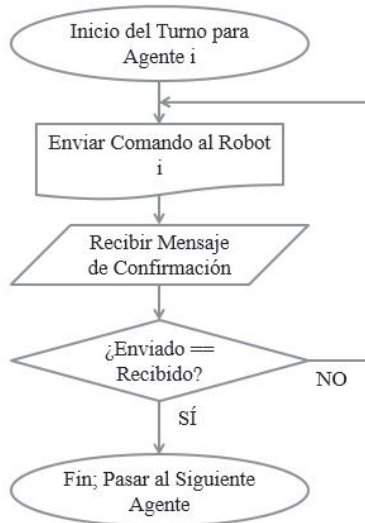 Inicio del Turno para
Agente i
Enviar Comando al Robot
i
Recibir Mensaje
de Confirmación
¿Enviado ==
Recibido?
NO
SÍ
Fin; Pasar al Siguiente
Agente